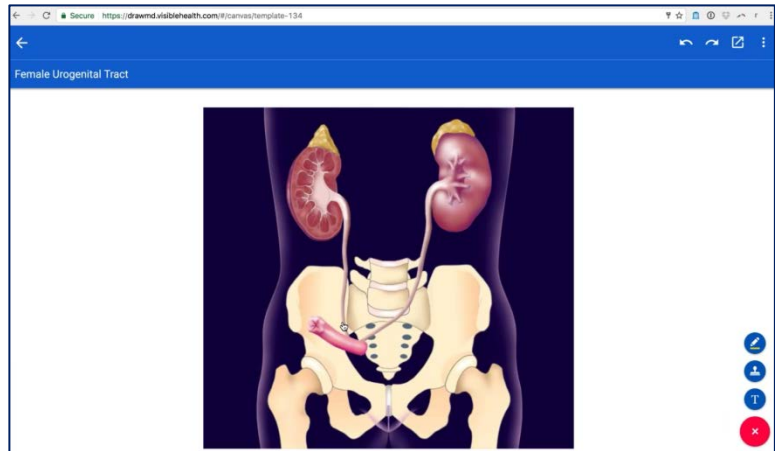 Secure https://drawmd.visiblehealth.com/#/canvas/template-134
Female Urogenital Tract
T